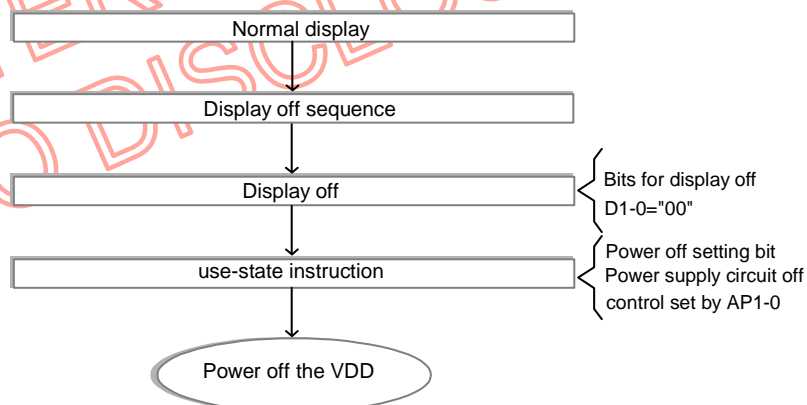 Normal display
Display off sequence
Display off
Bits for display off
D1-0="00"
use-state instruction
Power off setting bit
Power supply circuit off
control set by AP1-0
Power off the VDD